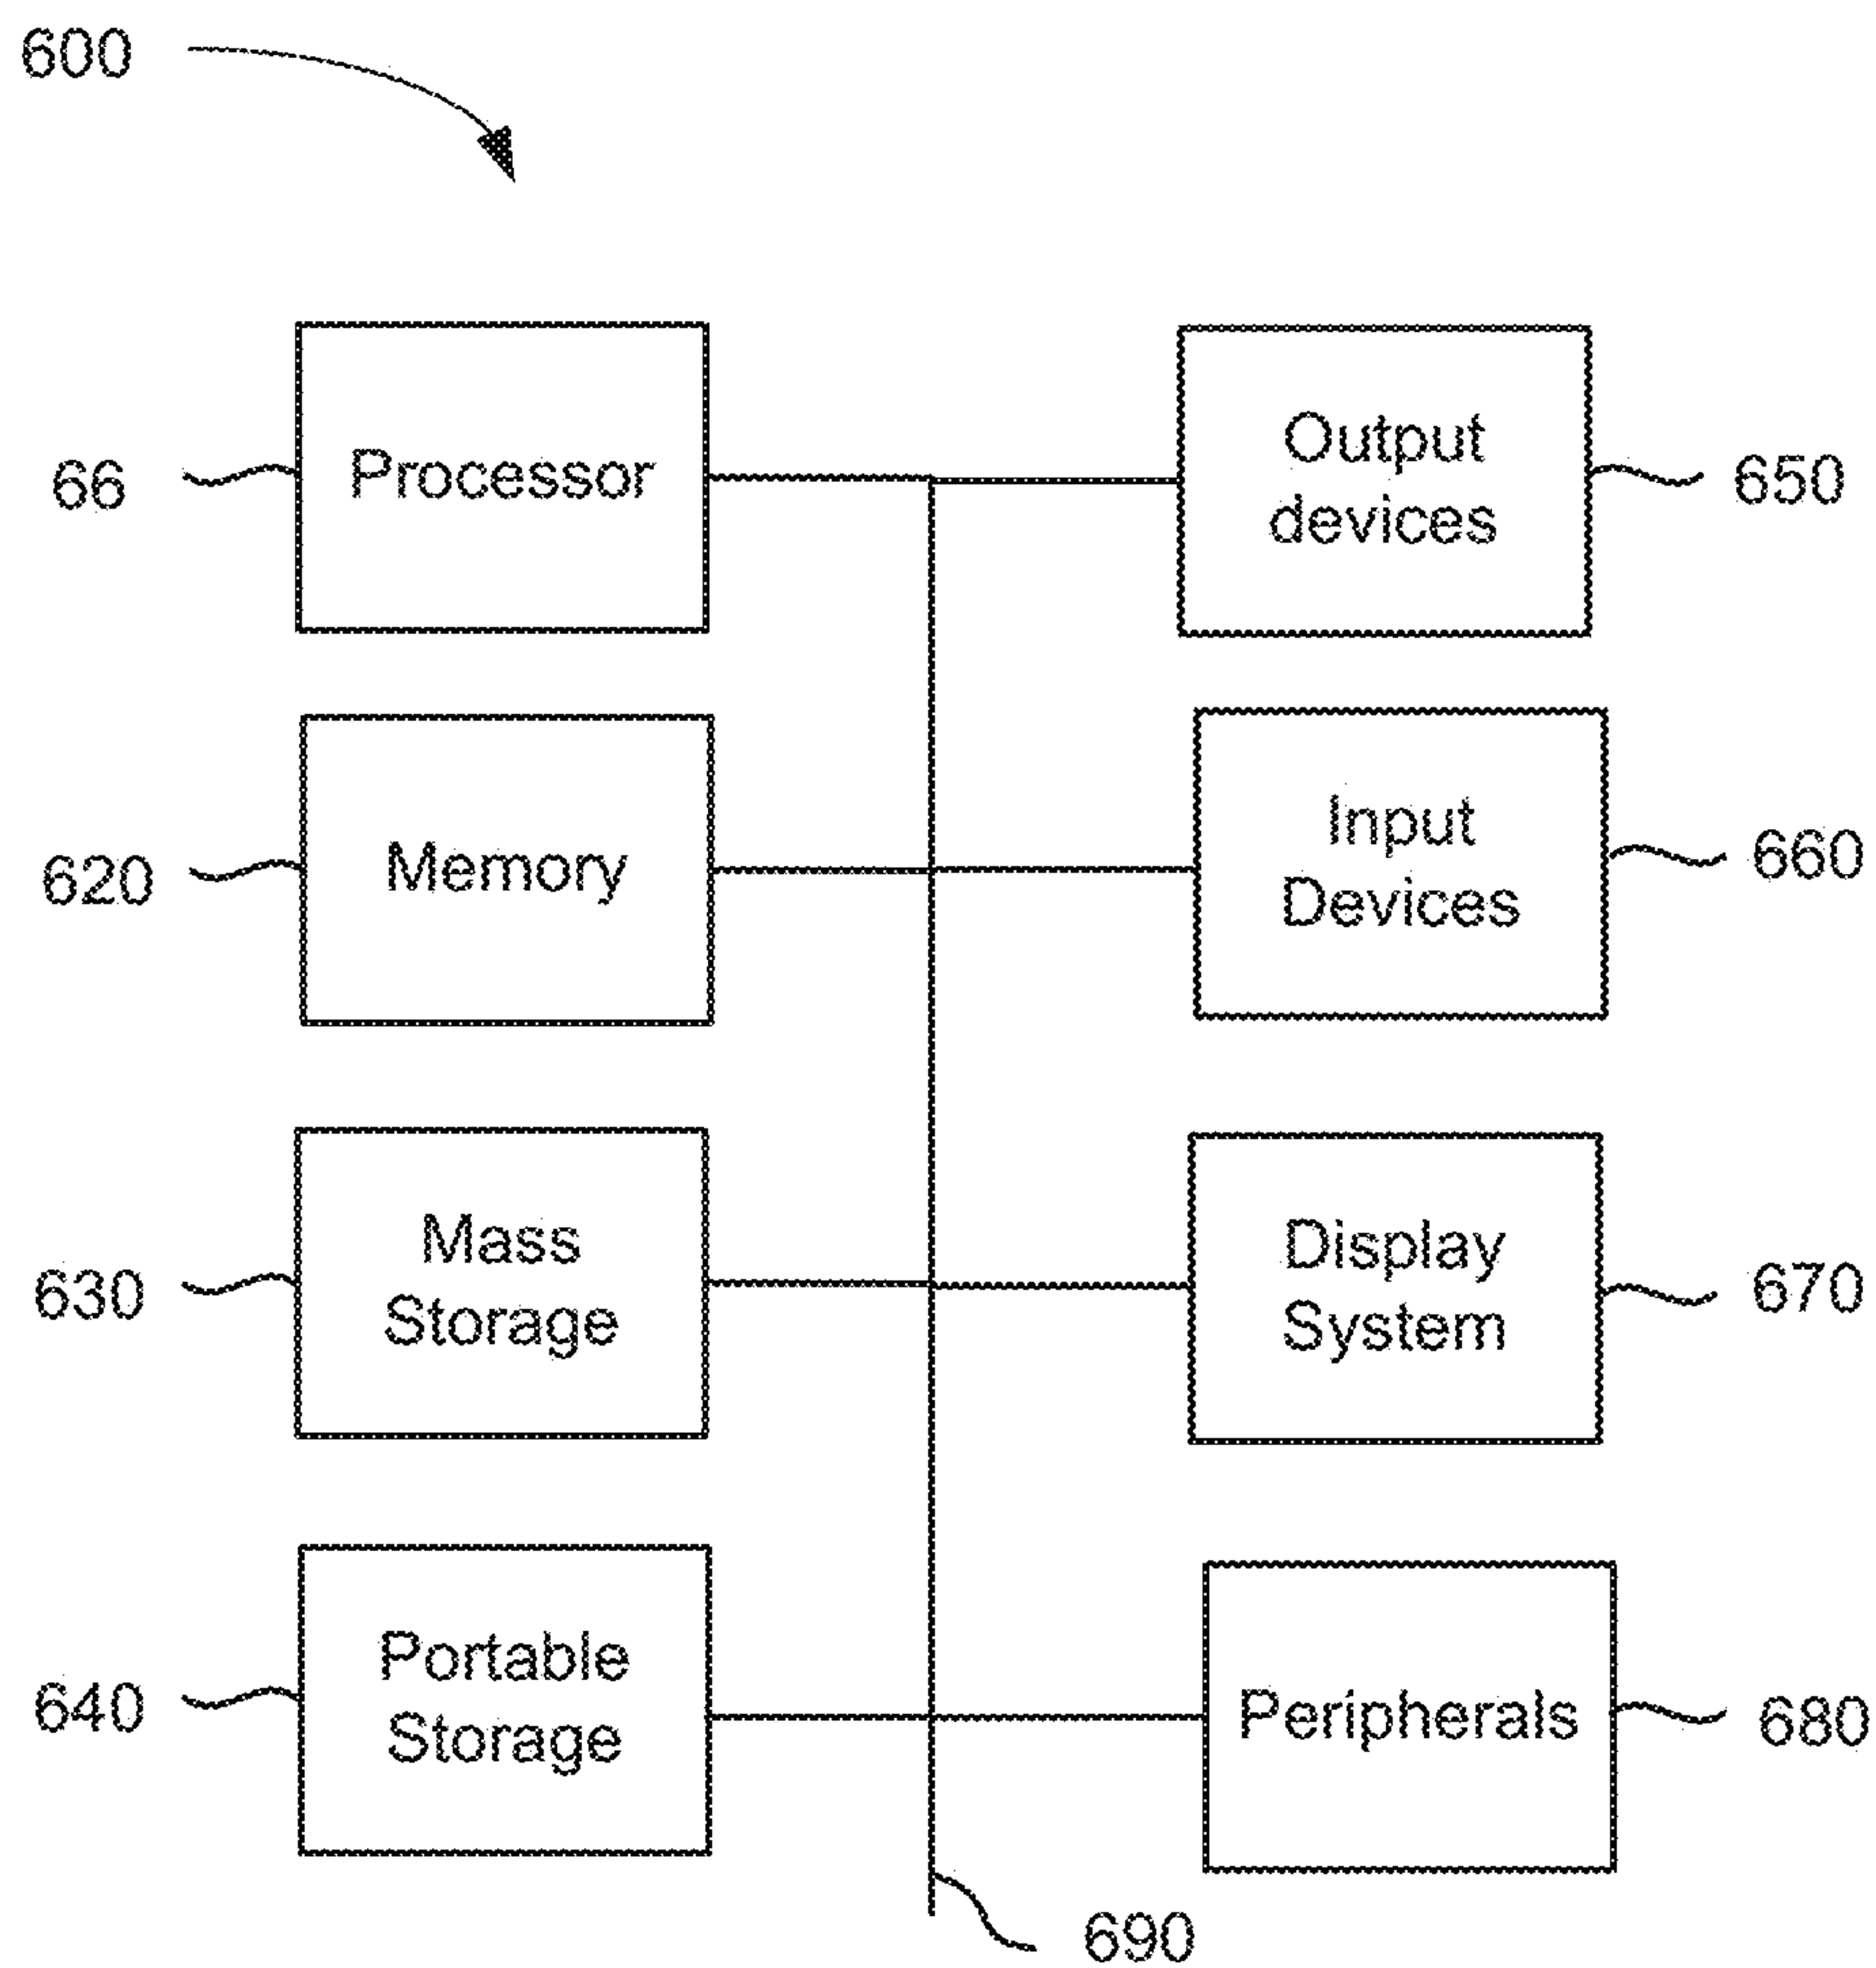 600
66
Processor
Output
devices
650
620
Memory
Input
Devices
660
630
Mass
Storage
Display
System
670
640
Portable
Storage
Peripherals
680
690